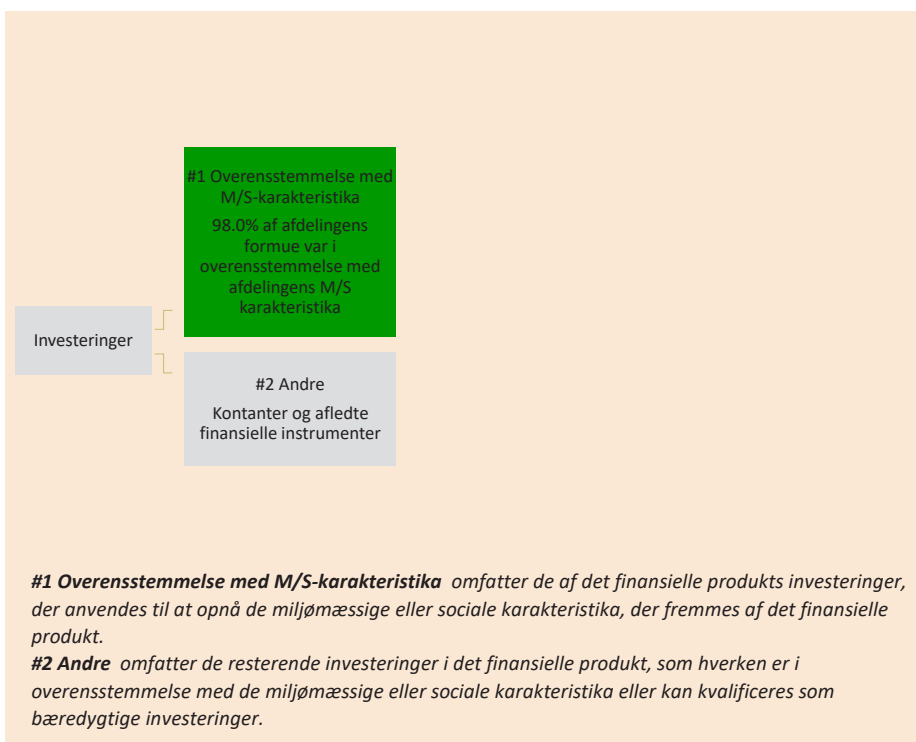 #1 Overensstemmelse med
M/S-karakteristika
98.0% af afdelingens
formue var i
overensstemmelse med
afdelingens M/S
karakteristika
Investeringer
#2 Andre
Kontanter og afledte
finansielle instrumenter
#1 Overensstemmelse med M/S-karakteristika omfatter de af det finansielle produkts investeringer,
der anvendes til at opnå de miljømæssige eller sociale karakteristika, der fremmes af det finansielle
produkt.
#2 Andre omfatter de resterende investeringer i det finansielle produkt, som hverken er i
overensstemmelse med de miljømæssige eller sociale karakteristika eller kan kvalificeres som
bæredygtige investeringer.